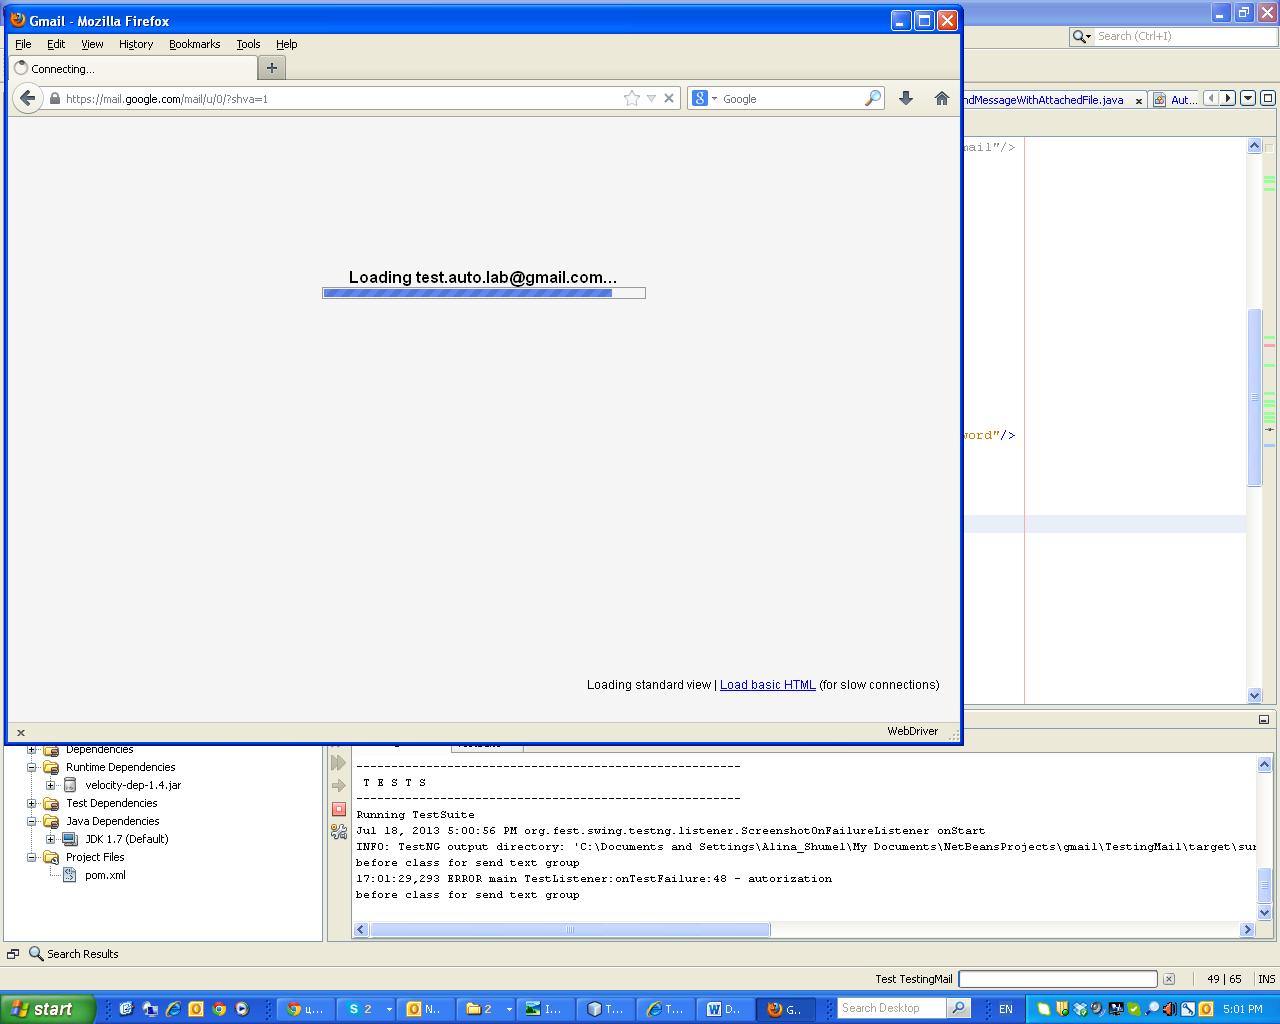 Gmail - Mozilla Firefox
File Edit View History Bookmarks Tools Help
Search (Ctrl+I)
Connecting...
https://mail.google.com/mail/u/0/?shva=1
Google
ndMessageWithAttachedFile.java
Aut...
mail"/>
Loading test.auto.lab@gmail.com...
word"/>
Loading standard view | Load basic HTML (for slow connections)
WebDriver
Dependencies
Runtime Dependencies
velocity-dep-1.4.jar
Test Dependencies
Java Dependencies
JDK 1.7 (Default)
Project Files
pom.xml
-------------------------------------------------------
T E S T S
-------------------------------------------------------
Running TestSuite
Jul 18, 2013 5:00:56 PM org.fest.swing.testng.listener.ScreenshotOnFailureListener onStart
INFO: TestNG output directory: 'C:\Documents and Settings\Alina_Shumel\My Documents\NetBeansProjects\gmail\TestingMail\target\sur
before class for send text group
17:01:29,293 ERROR main TestListener:onTestFailure:48 - autorization
before class for send text group
Search Results
Test TestingMail
49 | 65 INS
start
ц...
S 2
N..
2
I...
T...
T...
D..
G..
Search Desktop
EN
5:01 PM